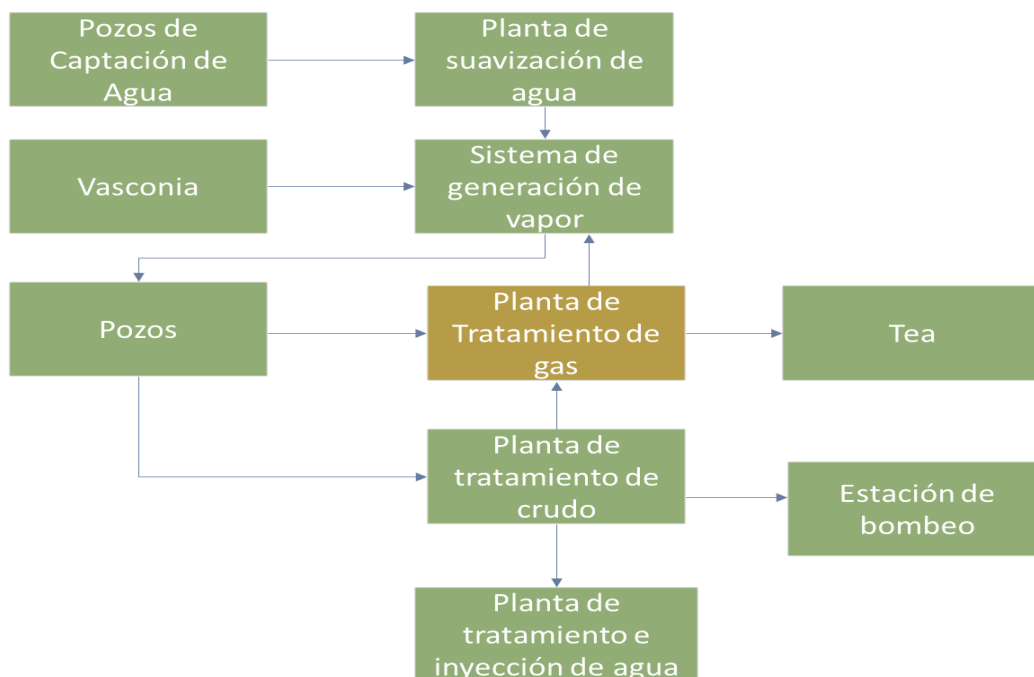 Pozos de
Captación de
Agua
Planta de
suavización de
agua
Vasconia
Sistema de
generación de
vapor
Pozos
Planta de
Tratamiento de
gas
Tea
Planta de
tratamiento de
crudo
Estación de
bombeo
Planta de
tratamiento e
inyección de agua